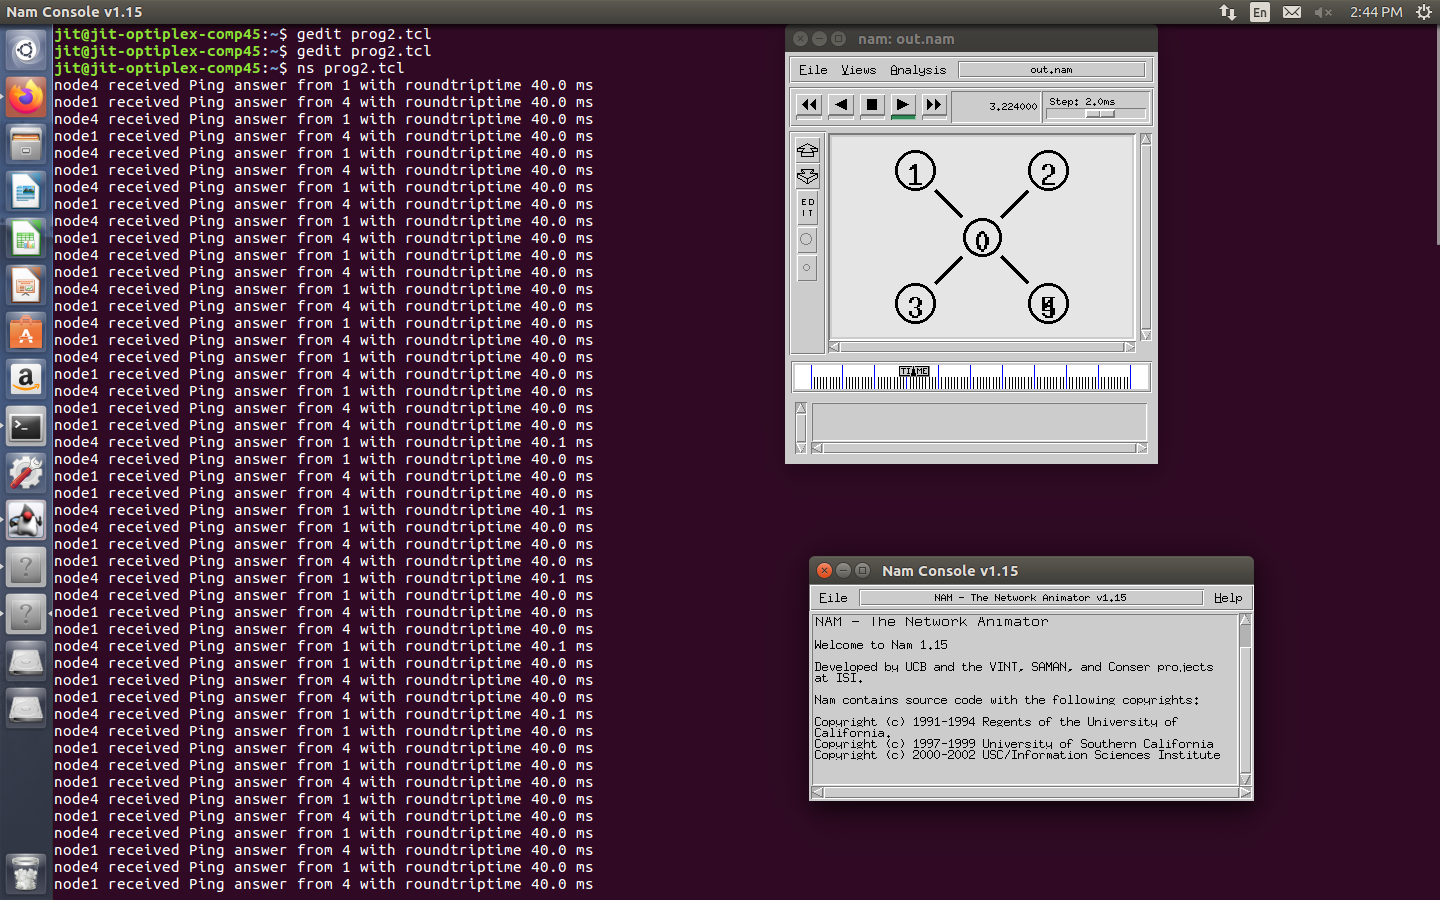 Nam Console v1.15
En
2:44 PM
jit@jit-optiplex-comp45:~$ gedit prog2.tcl
jit@jit-optiplex-comp45:~$ gedit prog2.tcl
jit@jit-optiplex-comp45:~$ ns prog2.tcl
node4 received Ping answer from 1 with roundtriptime 40.0 ms
node1 received Ping answer from 4 with roundtriptime 40.0 ms
node4 received Ping answer from 1 with roundtriptime 40.0 ms
node1 received Ping answer from 4 with roundtriptime 40.0 ms
node4 received Ping answer from 1 with roundtriptime 40.0 ms
node1 received Ping answer from 4 with roundtriptime 40.0 ms
node4 received Ping answer from 1 with roundtriptime 40.0 ms
node1 received Ping answer from 4 with roundtriptime 40.0 ms
node4 received Ping answer from 1 with roundtriptime 40.0 ms
node1 received Ping answer from 4 with roundtriptime 40.0 ms
node4 received Ping answer from 1 with roundtriptime 40.0 ms
node1 received Ping answer from 4 with roundtriptime 40.0 ms
node4 received Ping answer from 1 with roundtriptime 40.0 ms
node1 received Ping answer from 4 with roundtriptime 40.0 ms
node4 received Ping answer from 1 with roundtriptime 40.0 ms
node1 received Ping answer from 4 with roundtriptime 40.0 ms
node4 received Ping answer from 1 with roundtriptime 40.0 ms
node1 received Ping answer from 4 with roundtriptime 40.0 ms
node4 received Ping answer from 1 with roundtriptime 40.0 ms
node1 received Ping answer from 4 with roundtriptime 40.0 ms
node1 received Ping answer from 4 with roundtriptime 40.0 ms
node4 received Ping answer from 1 with roundtriptime 40.1 ms
node4 received Ping answer from 1 with roundtriptime 40.0 ms
node1 received Ping answer from 4 with roundtriptime 40.0 ms
node1 received Ping answer from 4 with roundtriptime 40.0 ms
node4 received Ping answer from 1 with roundtriptime 40.1 ms
node4 received Ping answer from 1 with roundtriptime 40.0 ms
node1 received Ping answer from 4 with roundtriptime 40.0 ms
node1 received Ping answer from 4 with roundtriptime 40.0 ms
node4 received Ping answer from 1 with roundtriptime 40.1 ms
node4 received Ping answer from 1 with roundtriptime 40.0 ms
node1 received Ping answer from 4 with roundtriptime 40.0 ms
node1 received Ping answer from 4 with roundtriptime 40.0 ms
node4 received Ping answer from 1 with roundtriptime 40.1 ms
node4 received Ping answer from 1 with roundtriptime 40.0 ms
node1 received Ping answer from 4 with roundtriptime 40.0 ms
node1 received Ping answer from 4 with roundtriptime 40.0 ms
node4 received Ping answer from 1 with roundtriptime 40.1 ms
node4 received Ping answer from 1 with roundtriptime 40.0 ms
node1 received Ping answer from 4 with roundtriptime 40.0 ms
node4 received Ping answer from 1 with roundtriptime 40.0 ms
node1 received Ping answer from 4 with roundtriptime 40.0 ms
node4 received Ping answer from 1 with roundtriptime 40.0 ms
node1 received Ping answer from 4 with roundtriptime 40.0 ms
node4 received Ping answer from 1 with roundtriptime 40.0 ms
node1 received Ping answer from 4 with roundtriptime 40.0 ms
node4 received Ping answer from 1 with roundtriptime 40.0 ms
node1 received Ping answer from 4 with roundtriptime 40.0 ms
nam: out.nam
File Views Analysis out.nam
3.224000 Step: 2.0ms
ED
IT
1 2
0
3
TIME
Nam Console v1.15
File NAM - The Network Animator v1.15 Help
NAM - The Network Animator
Welcome to Nam 1.15
Developed by UCB and the VINT, SAMAN, and Conser projects
at ISI.
Nam contains source code with the following copyrights:
Copyright (c) 1991-1994 Regents of the University of
California.
Copyright (c) 1997-1999 University of Southern California
Copyright (c) 2000-2002 USC/Information Sciences Institute